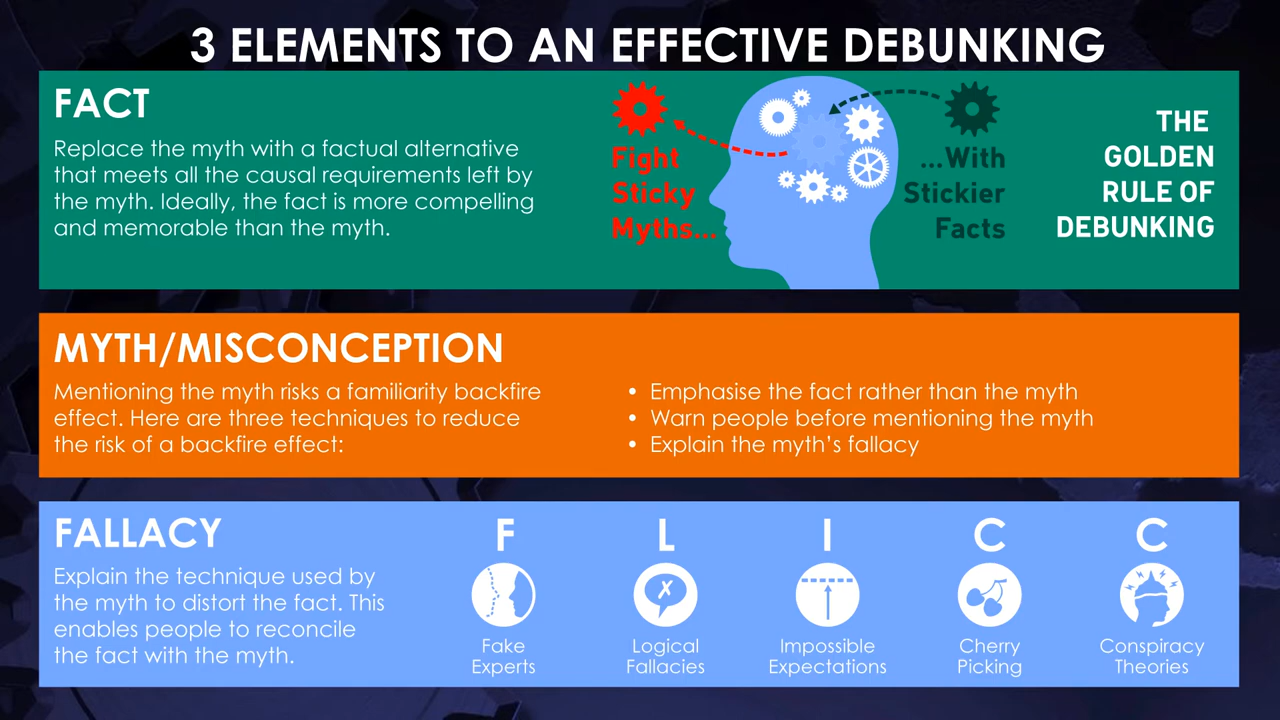 3 ELEMENTS TO AN EFFECTIVE DEBUNKING
FACT
Replace the myth with a factual alternative
that meets all the causal requirements left by
the myth. Ideally, the fact is more compelling
and memorable than the myth.
Fight
Sticky
Myths...
...With
Stickier
Facts
THE
GOLDEN
RULE OF
DEBUNKING
MYTH/MISCONCEPTION
Mentioning the myth risks a familiarity backfire
effect. Here are three techniques to reduce
the risk of a backfire effect:
• Emphasise the fact rather than the myth
• Warn people before mentioning the myth
• Explain the myth's fallacy
FALLACY
Explain the technique used by
the myth to distort the fact. This
enables people to reconcile
the fact with the myth.
F
L
I
C
C
X
Fake
Experts
Logical
Fallacies
Impossible
Expectations
Cherry
Picking
Conspiracy
Theories